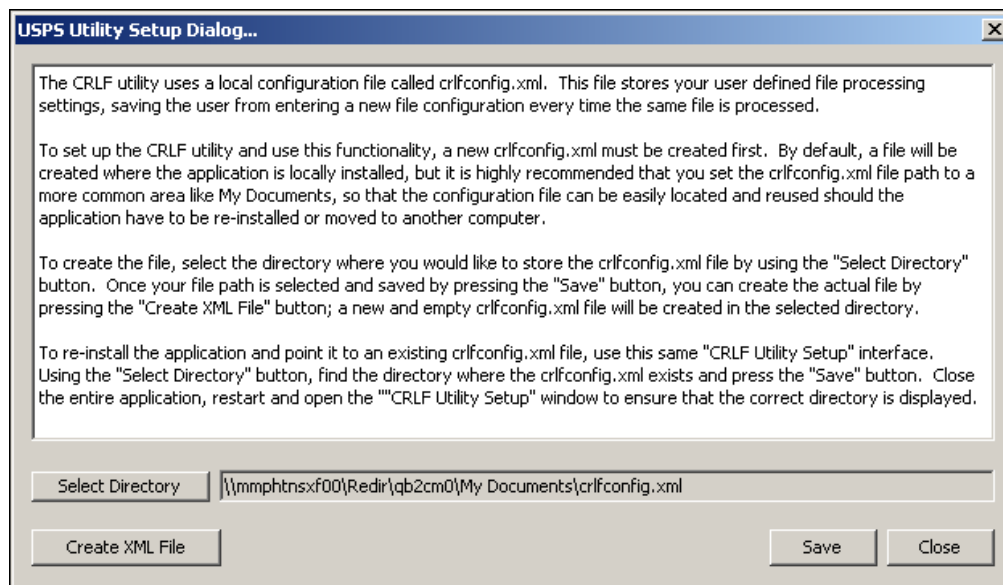 USPS Utility Setup Dialog...
The CRLF utility uses a local configuration file called crlfconfig.xml.  This file stores your user defined file processing
settings, saving the user from entering a new file configuration every time the same file is processed.
To set up the CRLF utility and use this functionality, a new crlfconfig.xml must be created first.  By default, a file will be
created where the application is locally installed, but it is highly recommended that you set the crlfconfig.xml file path to a
more common area like My Documents, so that the configuration file can be easily located and reused should the
application have to be re-installed or moved to another computer.
To create the file, select the directory where you would like to store the crlfconfig.xml file by using the "Select Directory"
button.  Once your file path is selected and saved by pressing the "Save" button, you can create the actual file by
pressing the "Create XML File" button; a new and empty crlfconfig.xml file will be created in the selected directory.
To re-install the application and point it to an existing crlfconfig.xml file, use this same "CRLF Utility Setup" interface.
Using the "Select Directory" button, find the directory where the crlfconfig.xml exists and press the "Save" button.  Close
the entire application, restart and open the ""CRLF Utility Setup" window to ensure that the correct directory is displayed.
Select Directory
\\mmphtnsxf00\Redir\qb2cm0\My Documents\crlfconfig.xml
Create XML File
Save
Close